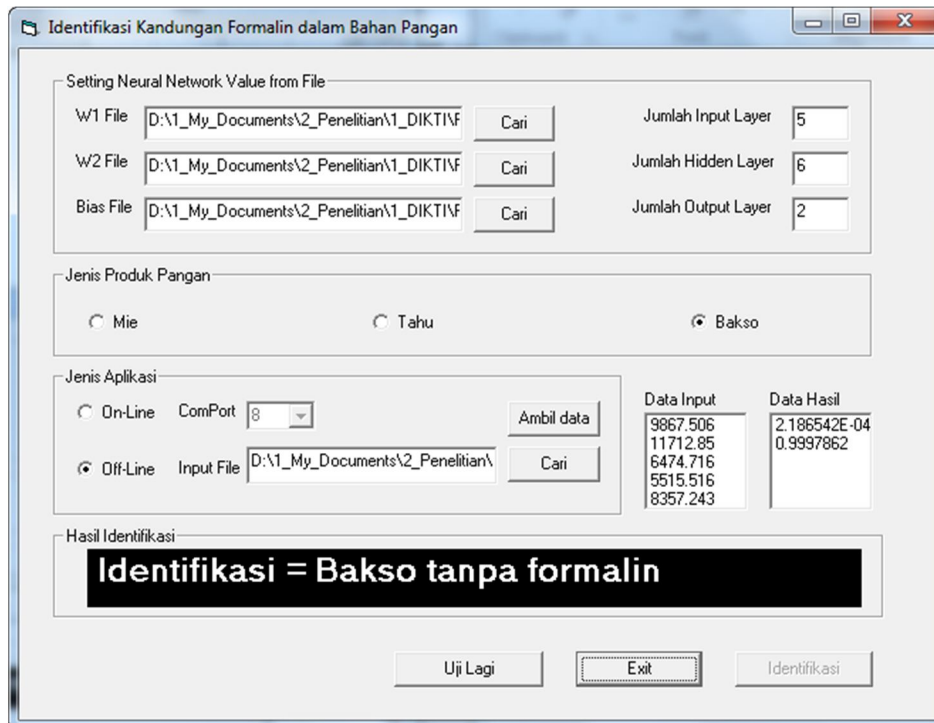 Identifikasi Kandungan Formalin dalam Bahan Pangan
Setting Neural Network Value from File
W1 File D:\1_My_Documents\2_Penelitian\1_DIKTI\F Cari Jumlah Input Layer 5
W2 File D:\1_My_Documents\2_Penelitian\1_DIKTI\F Cari Jumlah Hidden Layer 6
Bias File D:\1_My_Documents\2_Penelitian\1_DIKTI\F Cari Jumlah Output Layer 2
Jenis Produk Pangan
Mie Tahu Bakso
Jenis Aplikasi
On-Line ComPort 8 Ambil data
Off-Line Input File D:\1_My_Documents\2_Penelitian\ Cari
Data Input
9867.506
11712.85
6474.716
5515.516
8357.243
Data Hasil
2.186542E-04
0.9997862
Hasil Identifikasi
Identifikasi = Bakso tanpa formalin
Uji Lagi Exit Identifikasi